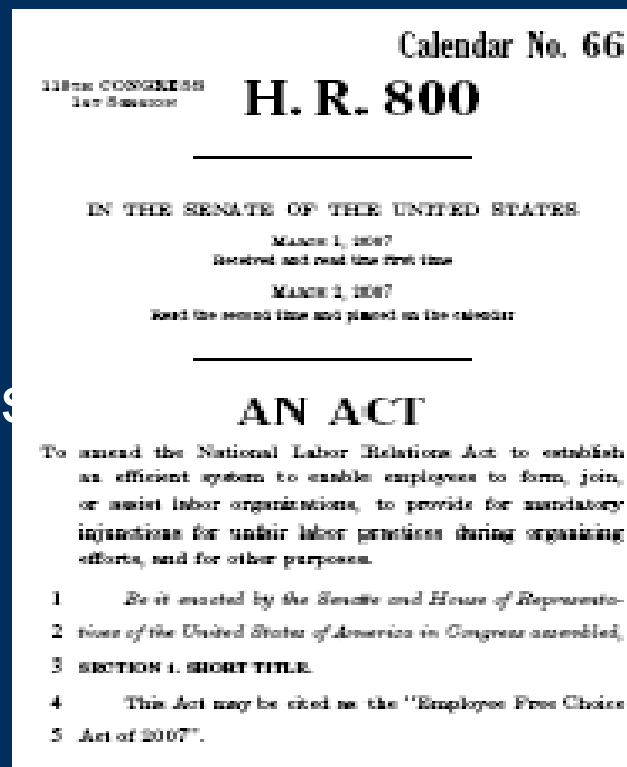 Calendar No. 66
110TH CONGRESS
1ST SESSION
H. R. 800
IN THE SENATE OF THE UNITED STATES
MARCH 1, 2007
Received and read the first time
MARCH 2, 2007
Read the second time and placed on the calendar
S
AN ACT
To amend the National Labor Relations Act to establish
an efficient system to enable employees to form, join,
or assist labor organizations, to provide for mandatory
injunctions for unfair labor practices during organizing
efforts, and for other purposes.
1 Be it enacted by the Senate and House of Representa-
2 tives of the United States of America in Congress assembled,
3 SECTION 1. SHORT TITLE.
4 This Act may be cited as the "Employee Free Choice
5 Act of 2007".